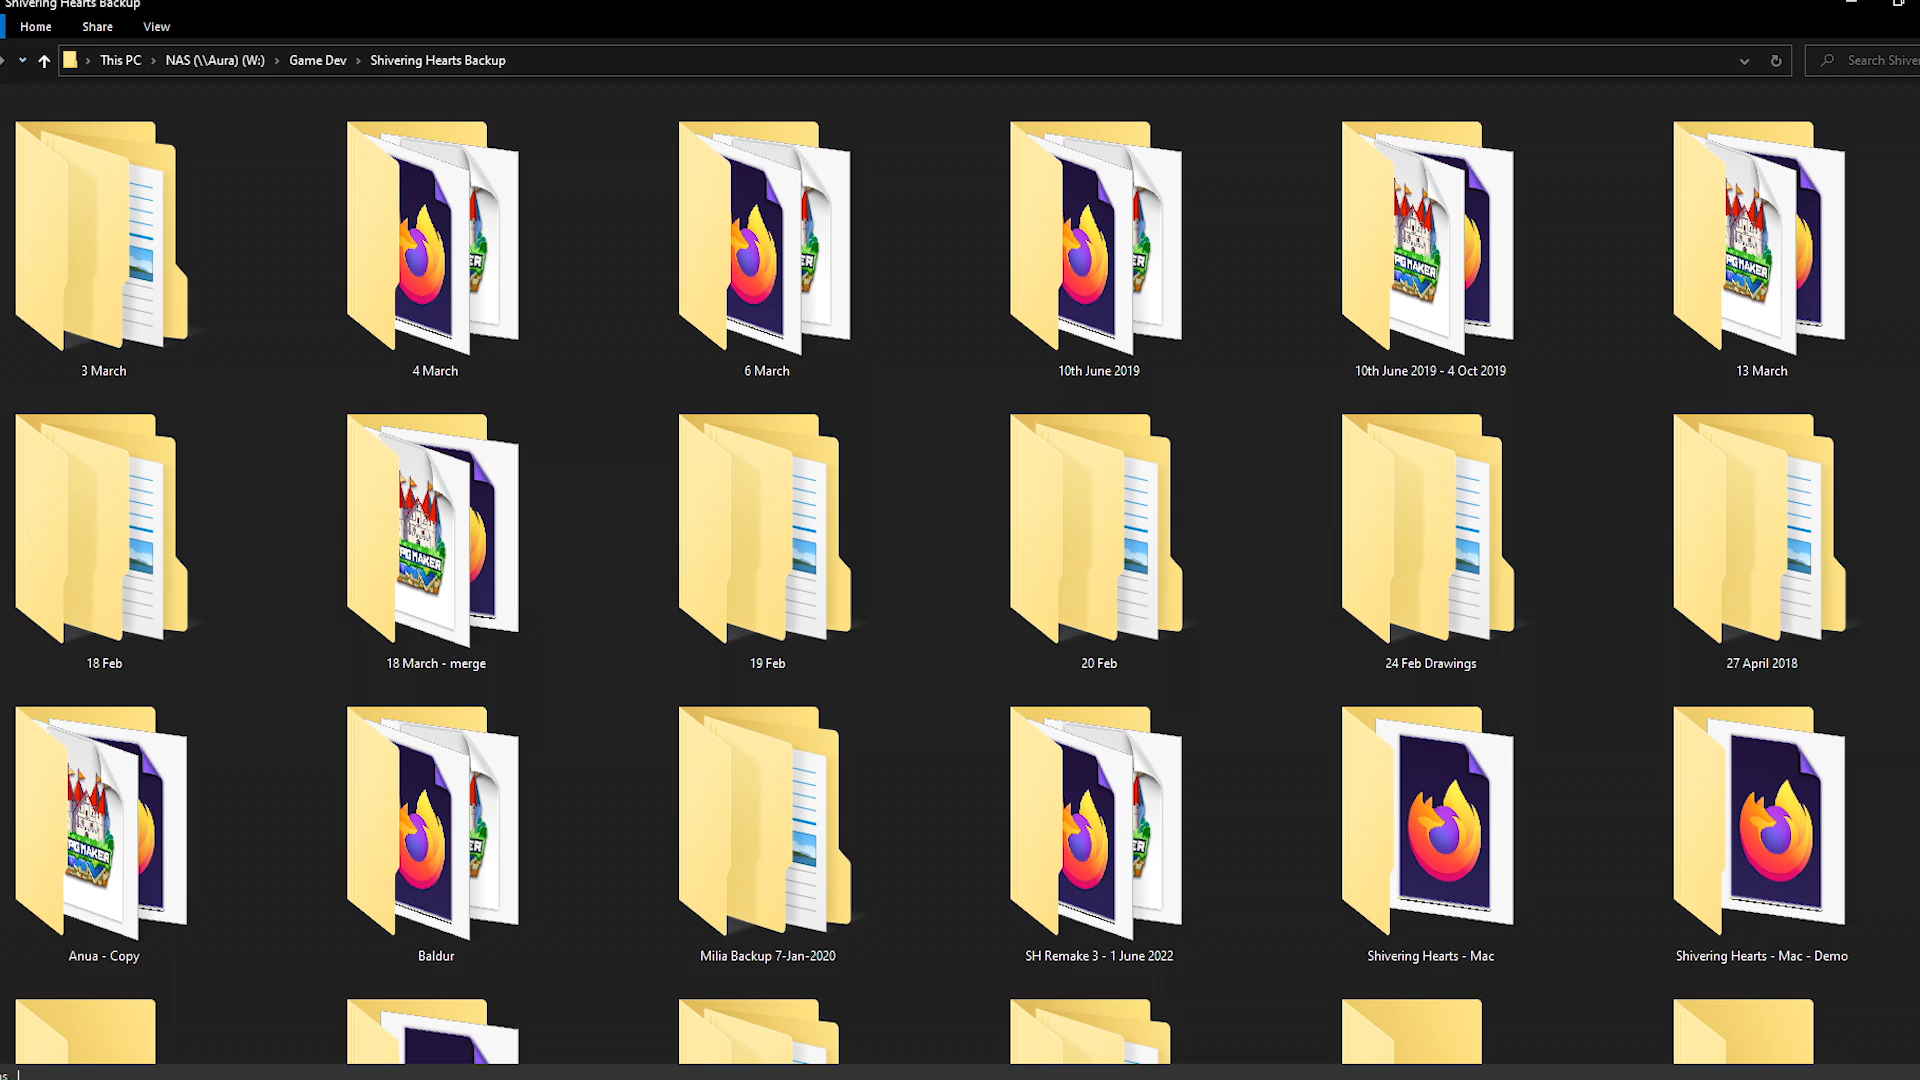 Shivering Hearts Backup
Home Share View
This PC NAS (\\Aura) (W:) Game Dev Shivering Hearts Backup
Search Shiver
3 March
4 March
6 March
10th June 2019
10th June 2019 - 4 Oct 2019
13 March
18 Feb
18 March - merge
19 Feb
20 Feb
24 Feb Drawings
27 April 2018
Anua - Copy
Baldur
Milia Backup 7-Jan-2020
SH Remake 3 - 1 June 2022
Shivering Hearts - Mac
Shivering Hearts - Mac - Demo